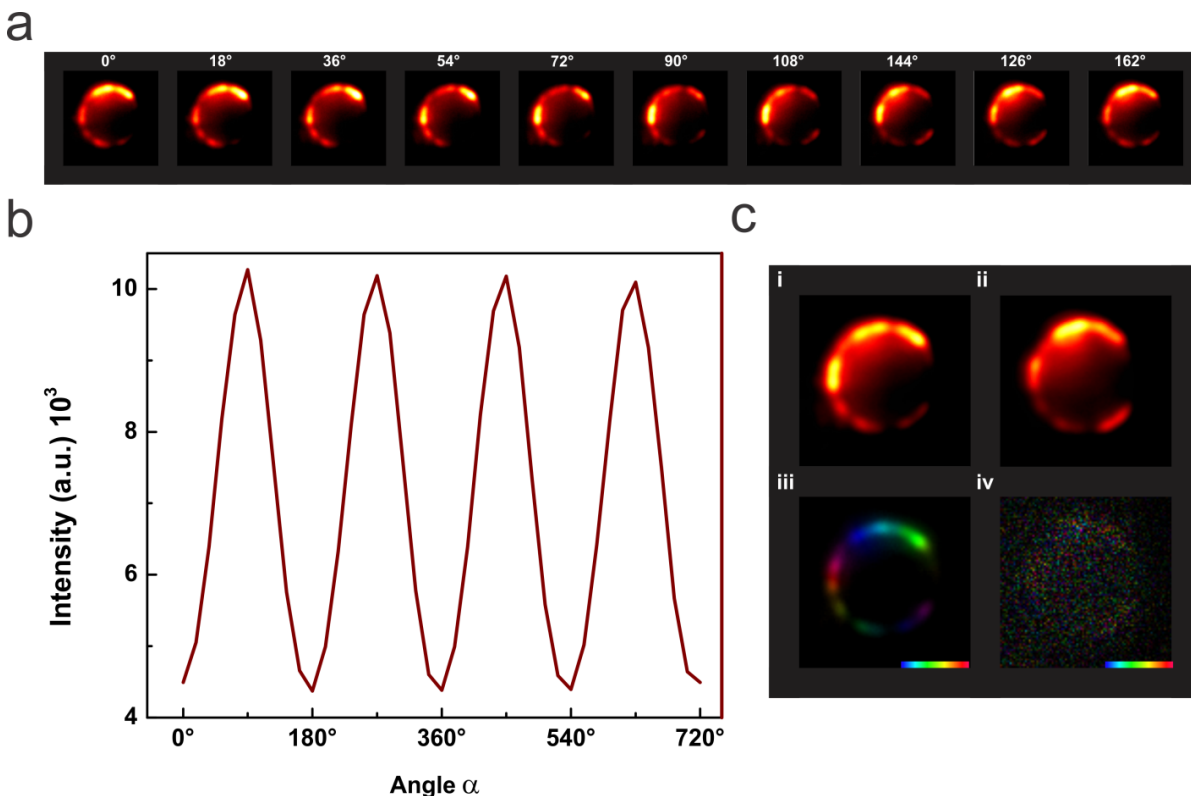 a
0° 18° 36° 54° 72° 90° 108° 144° 126° 162°
b
Intensity (a.u.) 10³
10
8
6
4
0° 180° 360° 540° 720°
Angle α
c
i ii
iii iv